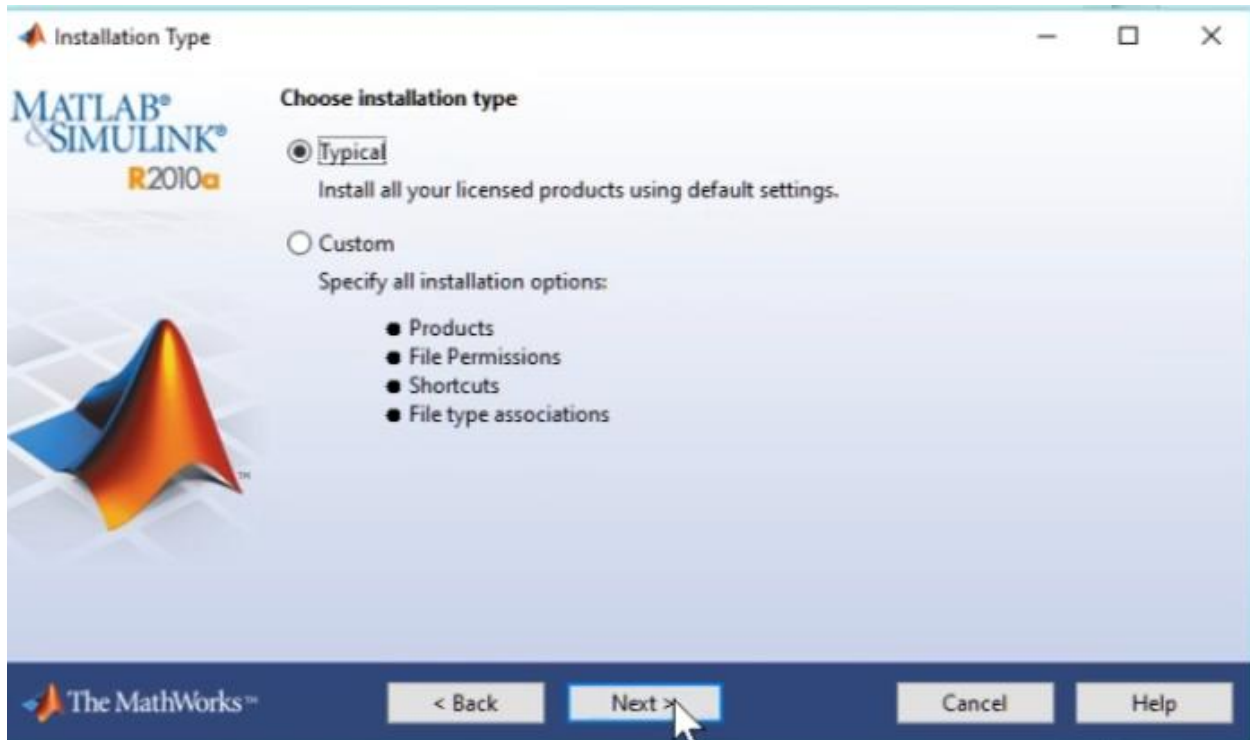 Installation Type
MATLAB®
&SIMULINK®
R2010a
Choose installation type
Typical
Install all your licensed products using default settings.
Custom
Specify all installation options:
● Products
● File Permissions
● Shortcuts
● File type associations
TM
The MathWorks™
< Back
Next >
Cancel
Help